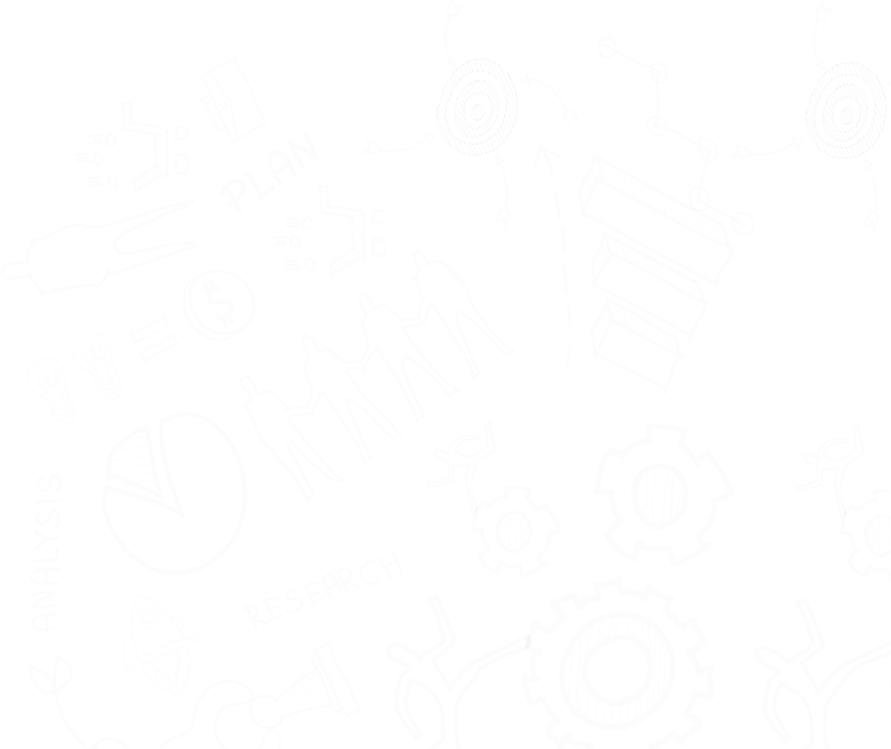 PLAN
$
ANALYSIS
RESEARCH